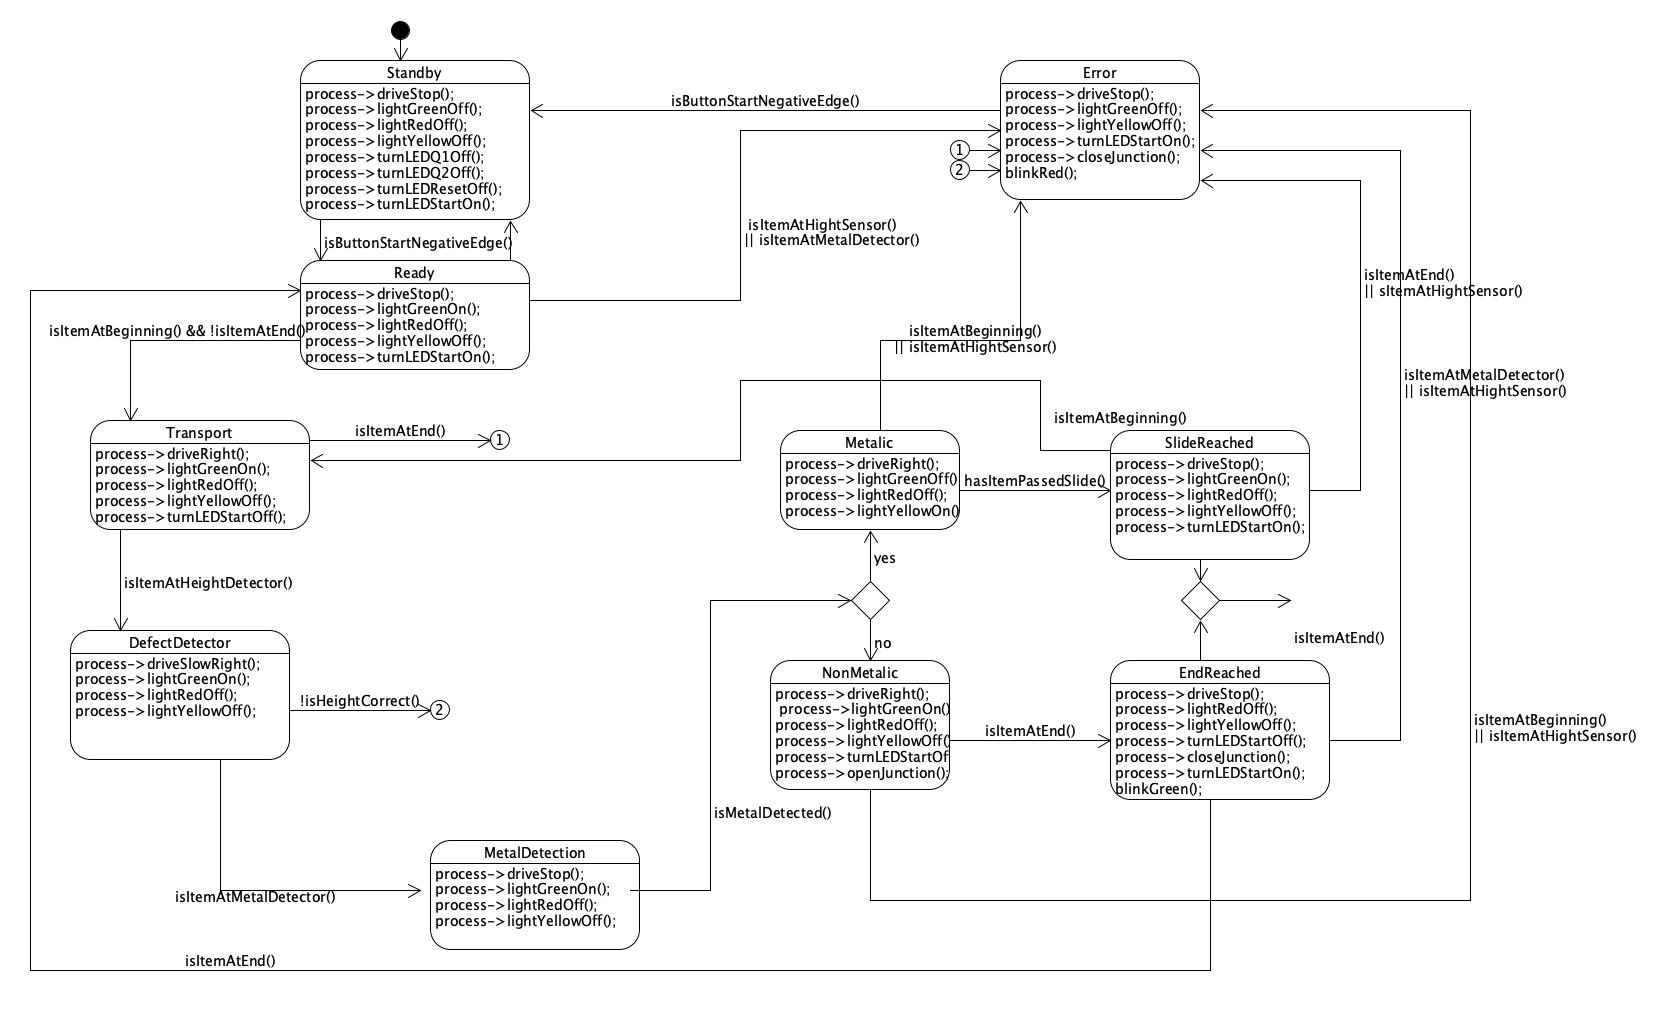 Standby
process->driveStop();
process->lightGreenOff();
process->lightRedOff();
process->lightYellowOff();
process->turnLEDQ1Off();
process->turnLEDQ2Off();
process->turnLEDResetOff();
process->turnLEDStartOn();
Error
process->driveStop();
process->lightGreenOff();
process->lightYellowOff();
process->turnLEDStartOn();
process->closeJunction();
blinkRed();
isButtonStartNegativeEdge()
1
2
isItemAtHightSensor()
|| isItemAtMetalDetector()
isButtonStartNegativeEdge()
Ready
process->driveStop();
process->lightGreenOn();
process->lightRedOff();
process->lightYellowOff();
process->turnLEDStartOn();
isItemAtBeginning() && !isItemAtEnd()
isItemAtBeginning()
|| isItemAtHightSensor()
isItemAtEnd()
|| sItemAtHightSensor()
isItemAtMetalDetector()
|| isItemAtHightSensor()
Transport
process->driveRight();
process->lightGreenOn();
process->lightRedOff();
process->lightYellowOff();
process->turnLEDStartOff();
isItemAtEnd()
1
isItemAtBeginning()
Metalic
process->driveRight();
process->lightGreenOff()
process->lightRedOff();
process->lightYellowOn()
hasItemPassedSlide()
SlideReached
process->driveStop();
process->lightGreenOn();
process->lightRedOff();
process->lightYellowOff();
process->turnLEDStartOn();
yes
isItemAtHeightDetector()
no
isItemAtEnd()
DefectDetector
process->driveSlowRight();
process->lightGreenOn();
process->lightRedOff();
process->lightYellowOff();
!isHeightCorrect()
2
NonMetalic
process->driveRight();
process->lightGreenOn()
process->lightRedOff();
process->lightYellowOff(
process->turnLEDStartOf
process->openJunction();
isItemAtEnd()
EndReached
process->driveStop();
process->lightRedOff();
process->lightYellowOff();
process->turnLEDStartOff();
process->closeJunction();
process->turnLEDStartOn();
blinkGreen();
isItemAtBeginning()
|| isItemAtHightSensor()
isMetalDetected()
isItemAtMetalDetector()
MetalDetection
process->driveStop();
process->lightGreenOn();
process->lightRedOff();
process->lightYellowOff();
isItemAtEnd()